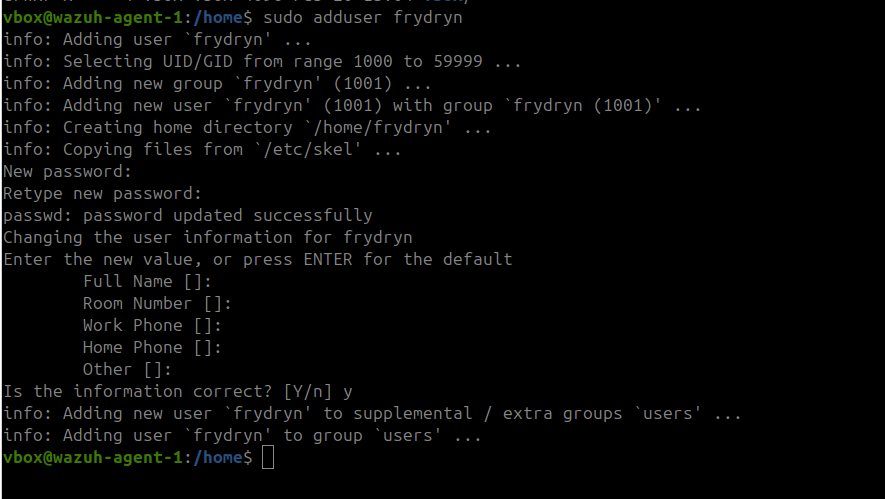 vbox@wazuh-agent-1:/home$ sudo adduser frydryn
info: Adding user `frydryn' ...
info: Selecting UID/GID from range 1000 to 59999 ...
info: Adding new group `frydryn' (1001) ...
info: Adding new user `frydryn' (1001) with group `frydryn (1001)' ...
info: Creating home directory `/home/frydryn' ...
info: Copying files from `/etc/skel' ...
New password:
Retype new password:
passwd: password updated successfully
Changing the user information for frydryn
Enter the new value, or press ENTER for the default
        Full Name []:
        Room Number []:
        Work Phone []:
        Home Phone []:
        Other []:
Is the information correct? [Y/n] y
info: Adding new user `frydryn' to supplemental / extra groups `users' ...
info: Adding user `frydryn' to group `users' ...
vbox@wazuh-agent-1:/home$